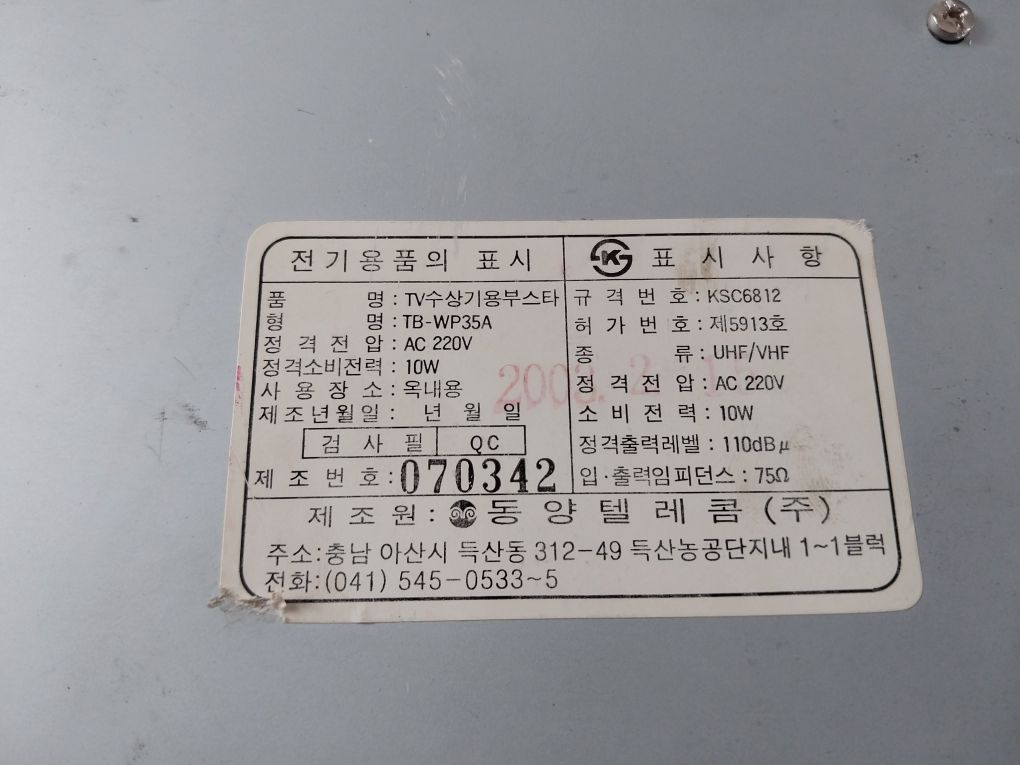 전기용품의 표시
품 명 : TV수상기용부스타
형 명 : TB-WP35A
정격전압 : AC 220V
정격소비전력 : 10W
사용장소 : 옥내용
제조년월일 : 년 월 일
검사필 QC
제조번호 : 070342
K 표시사항
규격번호 : KSC6812
허가번호 : 제5913호
종 류 : UHF/VHF
정격전압 : AC 220V
소비전력 : 10W
정격출력레벨 : 110dBμ
입·출력임피던스 : 75Ω
제조원 : 동양텔레콤(주)
주소:충남 아산시 득산동 312-49 득산농공단지내 1~1블럭
전화:(041) 545-0533~5